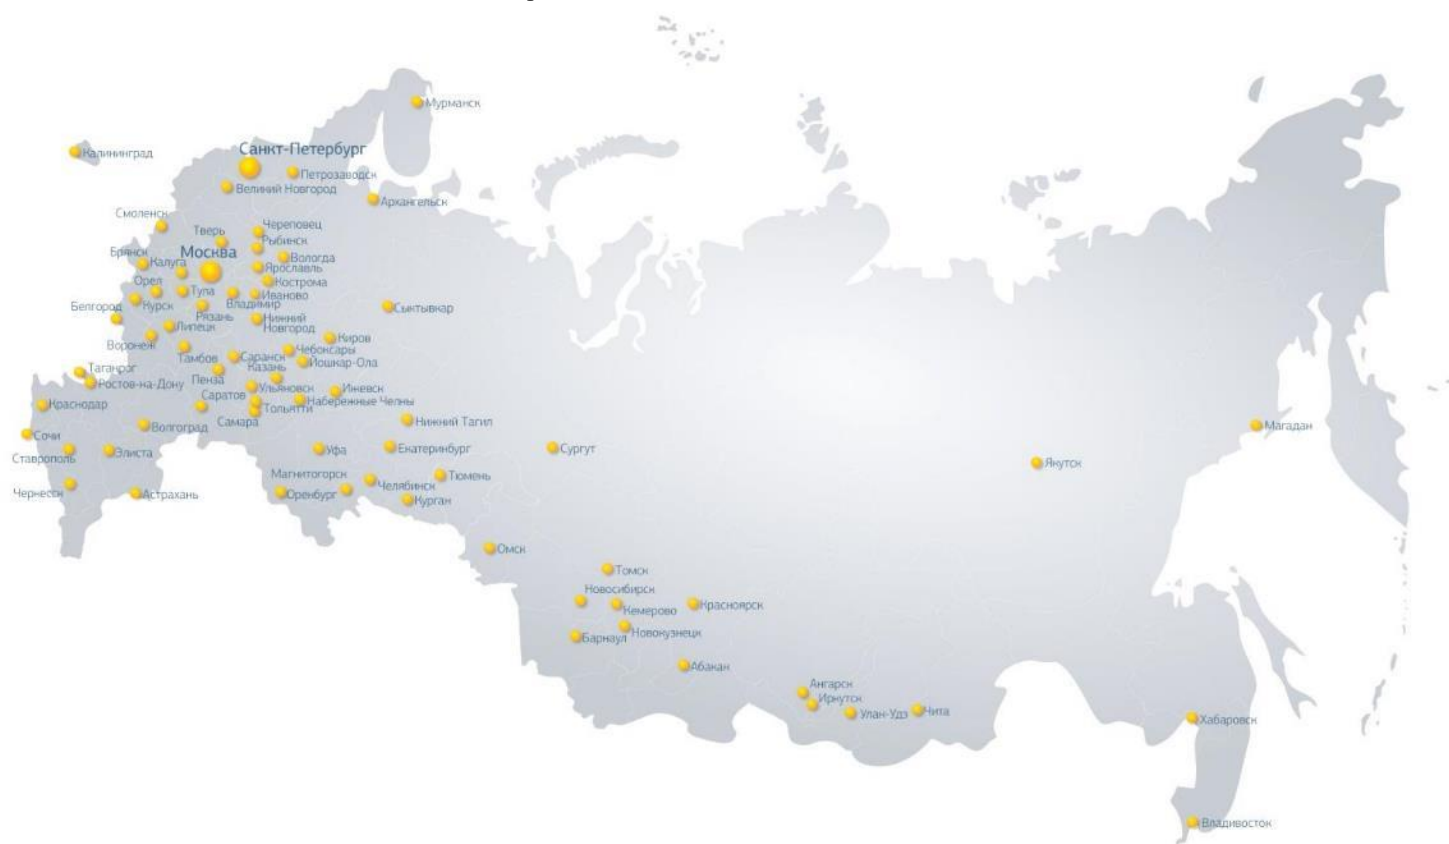 Мурманск
Санкт-Петербург
Калининград
Петрозаводск
Великий Новгород
Архангельск
Смоленск
Череповец
Тверь
Рыбинск
Москва
Брянск
Вологда
Калуга
Ярославль
Орел
Кострома
Тула
Иваново
Владимир
Белгород
Курск
Сыктывкар
Рязань
Нижний
Новгород
Липецк
Киров
Воронеж
Чебоксары
Тамбов
Саранск
Йошкар-Ола
Казань
Таганрог
Пенза
Ростов-на-Дону
Ульяновск
Ижевск
Саратов
Набережные Челны
Краснодар
Тольятти
Самара
Нижний Тагил
Волгоград
Магадан
Сочи
Уфа
Екатеринбург
Сургут
Ставрополь
Элиста
Якутск
Магнитогорск
Тюмень
Челябинск
Чернесск
Астрахань
Оренбург
Курган
Омск
Томск
Новосибирск
Кемерово
Красноярск
Новокузнецк
Барнаул
Абакан
Ангарск
Иркутск
Улан-Удэ
Чита
Хабаровск
Владивосток